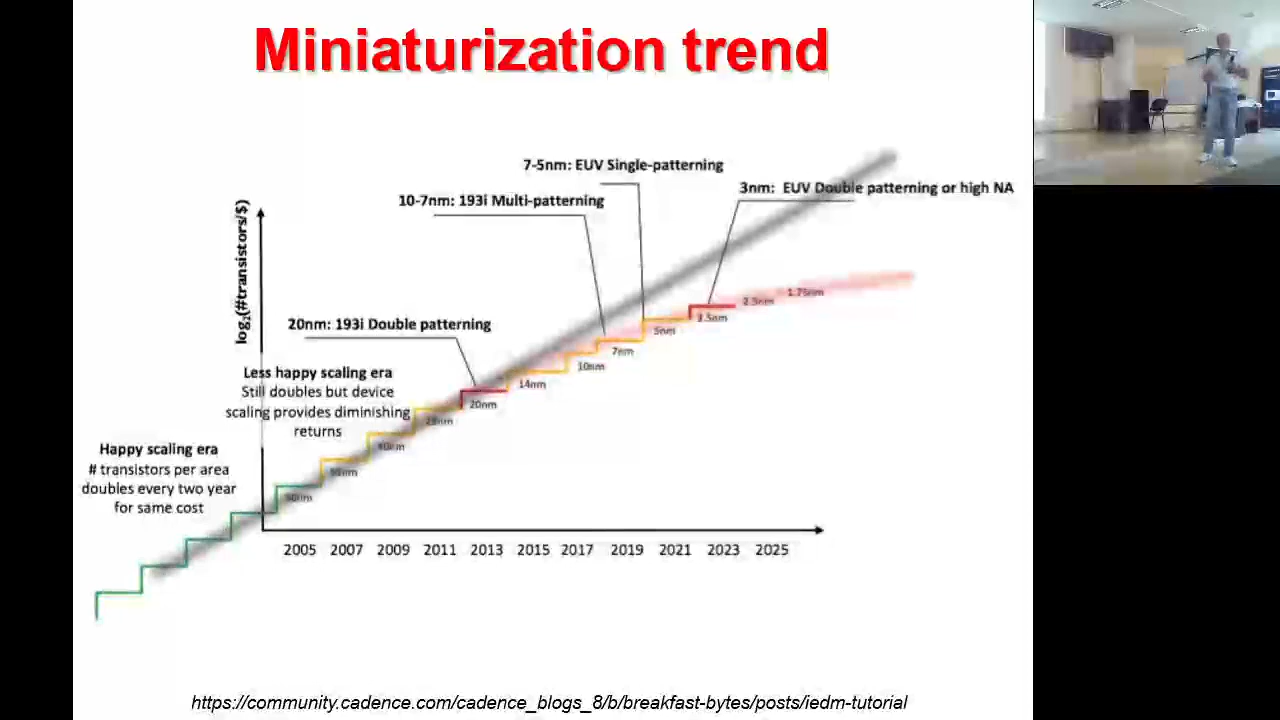 Miniaturization trend
7-5nm: EUV Single-patterning
3nm: EUV Double patterning or high NA
10-7nm: 193i Multi-patterning
log₂(#transistors/$)
20nm: 193i Double patterning
Less happy scaling era
Still doubles but device
scaling provides diminishing
returns
Happy scaling era
# transistors per area
doubles every two year
for same cost
90nm
40nm
28nm
20nm
14nm
10nm
7nm
5nm
3.5nm
2.5nm
1.75nm
2005 2007 2009 2011 2013 2015 2017 2019 2021 2023 2025
https://community.cadence.com/cadence_blogs_8/b/breakfast-bytes/posts/iedm-tutorial